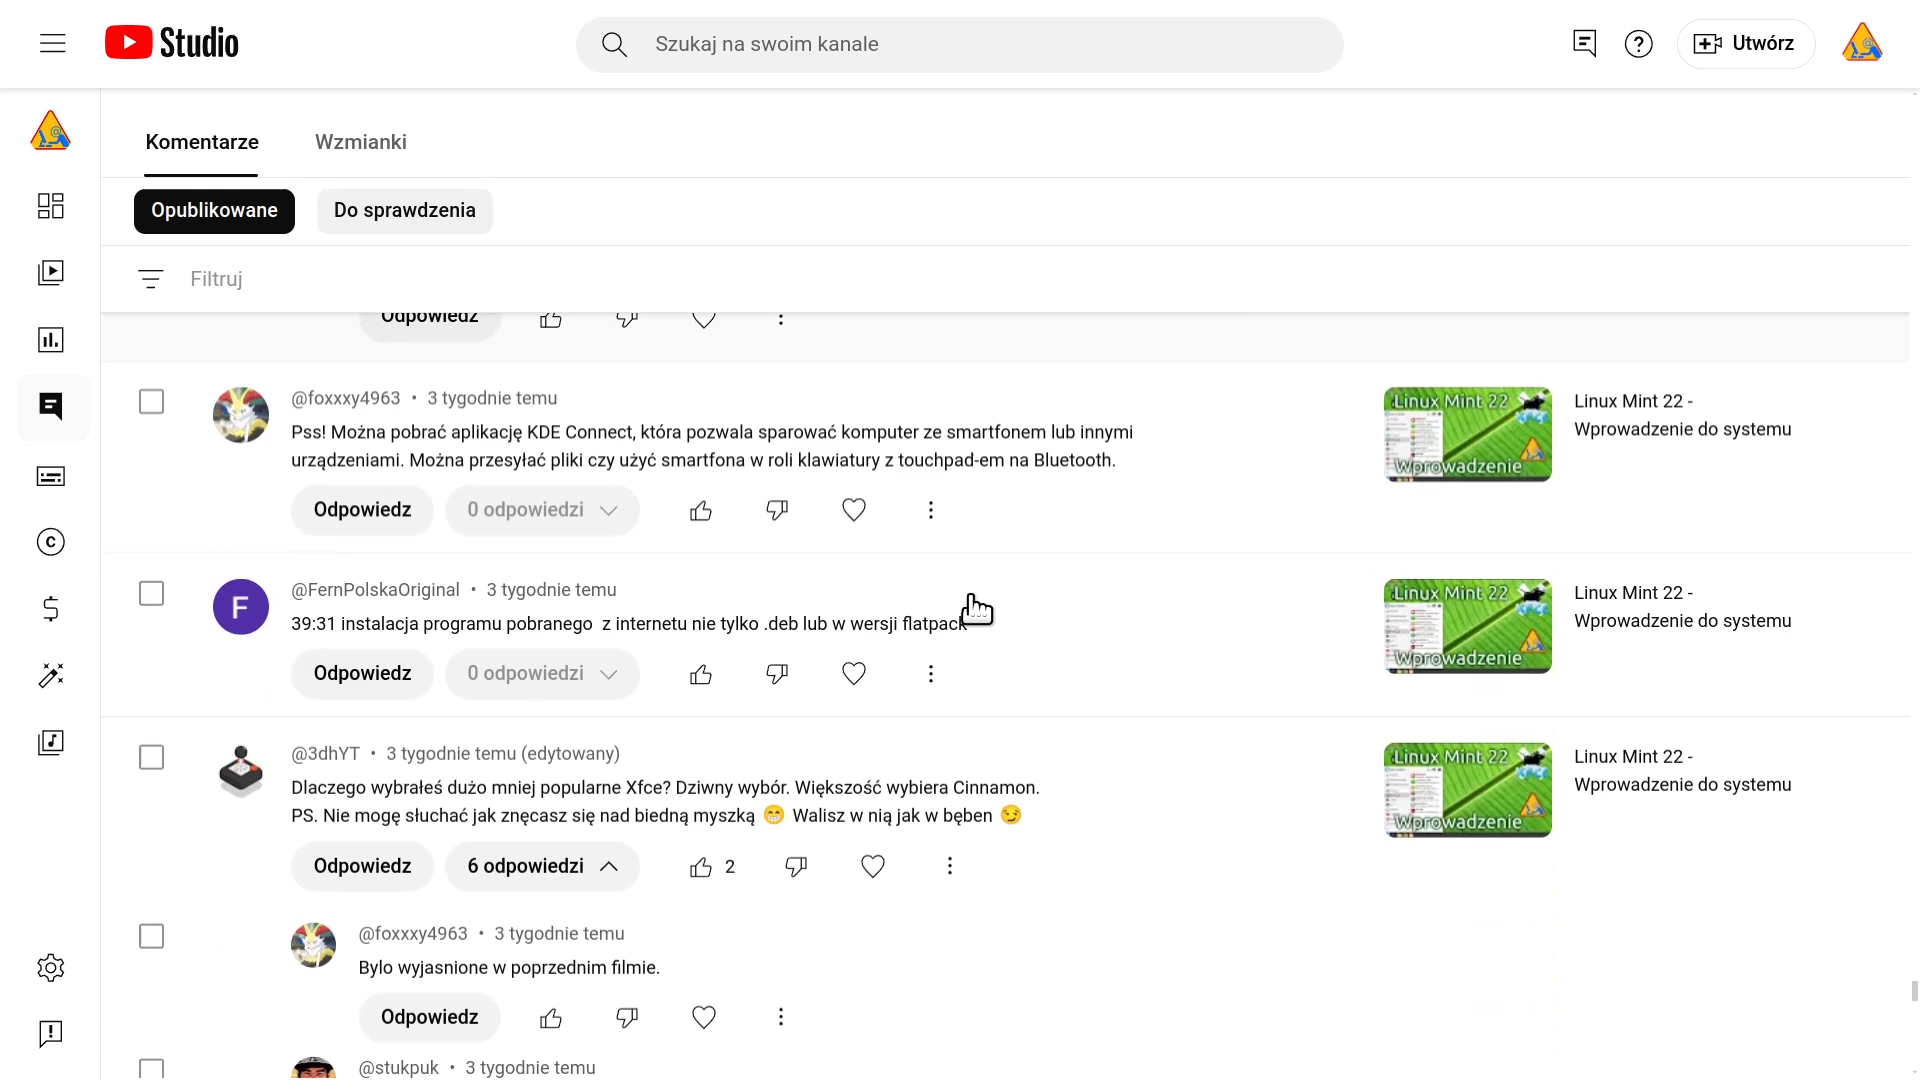 Studio
Szukaj na swoim kanale
Utwórz
Komentarze
Wzmianki
Opublikowane
Do sprawdzenia
Filtruj
Odpowiedz
@foxxxy4963 • 3 tygodnie temu
Pss! Można pobrać aplikację KDE Connect, która pozwala sparować komputer ze smartfonem lub innymi
urządzeniami. Można przesyłać pliki czy użyć smartfona w roli klawiatury z touchpad-em na Bluetooth.
Odpowiedz
0 odpowiedzi
Linux Mint 22
Wprowadzenie
Linux Mint 22 -
Wprowadzenie do systemu
F
@FernPolskaOriginal • 3 tygodnie temu
39:31 instalacja programu pobranego  z internetu nie tylko .deb lub w wersji flatpack
Odpowiedz
0 odpowiedzi
Linux Mint 22
Wprowadzenie
Linux Mint 22 -
Wprowadzenie do systemu
@3dhYT • 3 tygodnie temu (edytowany)
Dlaczego wybrałeś dużo mniej popularne Xfce? Dziwny wybór. Większość wybiera Cinnamon.
PS. Nie mogę słuchać jak znęcasz się nad biedną myszką 😁 Walisz w nią jak w bęben 😏
Odpowiedz
6 odpowiedzi
2
Linux Mint 22
Wprowadzenie
Linux Mint 22 -
Wprowadzenie do systemu
@foxxxy4963 • 3 tygodnie temu
Bylo wyjasnione w poprzednim filmie.
Odpowiedz
@stukpuk • 3 tygodnie temu